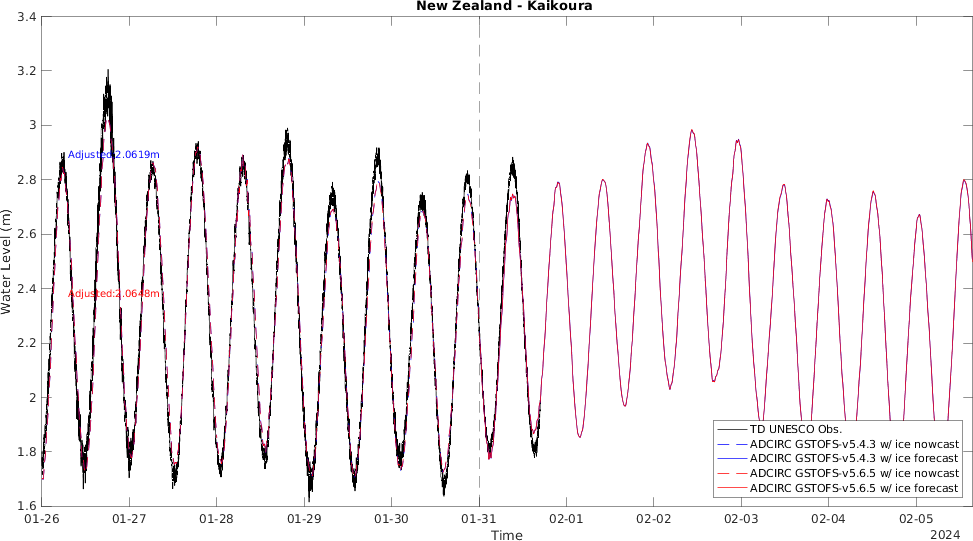 New Zealand - Kaikoura
3.4
3.2
3
2.8
2.6
2.4
2.2
2
1.8
1.6
Water Level (m)
Adjusted:2.0619m
Adjusted:2.0648m
TD UNESCO Obs.
ADCIRC GSTOFS-v5.4.3 w/ ice nowcast
ADCIRC GSTOFS-v5.4.3 w/ ice forecast
ADCIRC GSTOFS-v5.6.5 w/ ice nowcast
ADCIRC GSTOFS-v5.6.5 w/ ice forecast
01-26 01-27 01-28 01-29 01-30 01-31 02-01 02-02 02-03 02-04 02-05
Time
2024